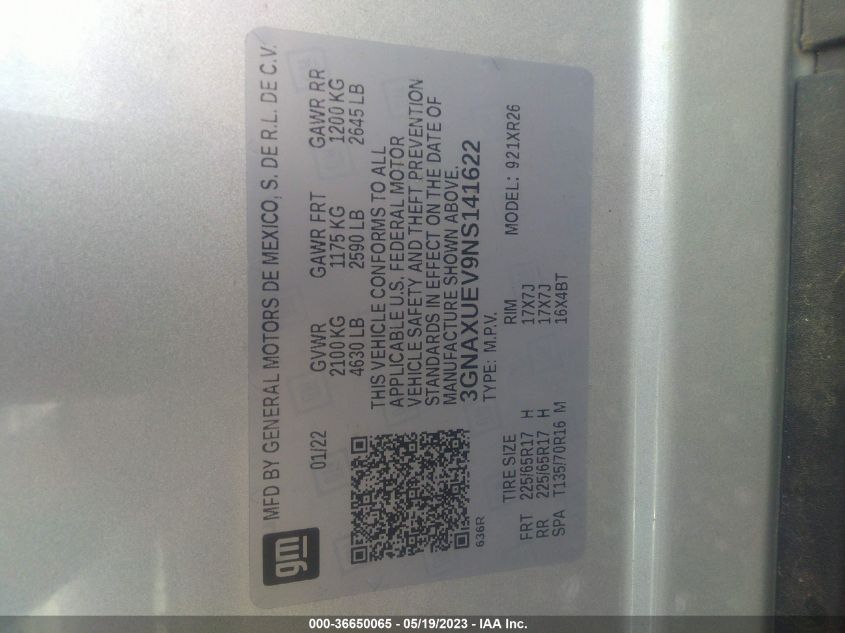 gm
MFD BY GENERAL MOTORS DE MEXICO, S. DE R.L. DE C.V.
01/22
GVWR GAWR FRT GAWR RR
2100 KG 1175 KG 1200 KG
4630 LB 2590 LB 2645 LB
THIS VEHICLE CONFORMS TO ALL
APPLICABLE U.S. FEDERAL MOTOR
VEHICLE SAFETY AND THEFT PREVENTION
STANDARDS IN EFFECT ON THE DATE OF
MANUFACTURE SHOWN ABOVE.
3GNAXUEV9NS141622
636R
TYPE: M.P.V. MODEL: 921XR26
TIRE SIZE RIM
FRT 225/65R17 H 17X7J
RR 225/65R17 H 17X7J
SPA T135/70R16 M 16X4BT
000-36650065 - 05/19/2023 - IAA Inc.